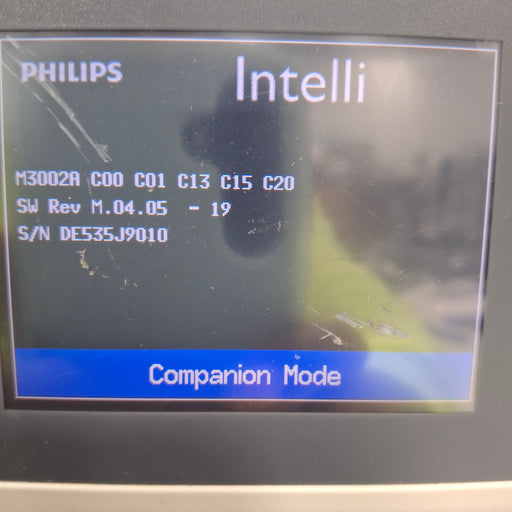 PHILIPS
Intelli
M3002A C00 C01 C13 C15 C20
SW Rev M.04.05 - 19
S/N DE535J9010
Companion Mode